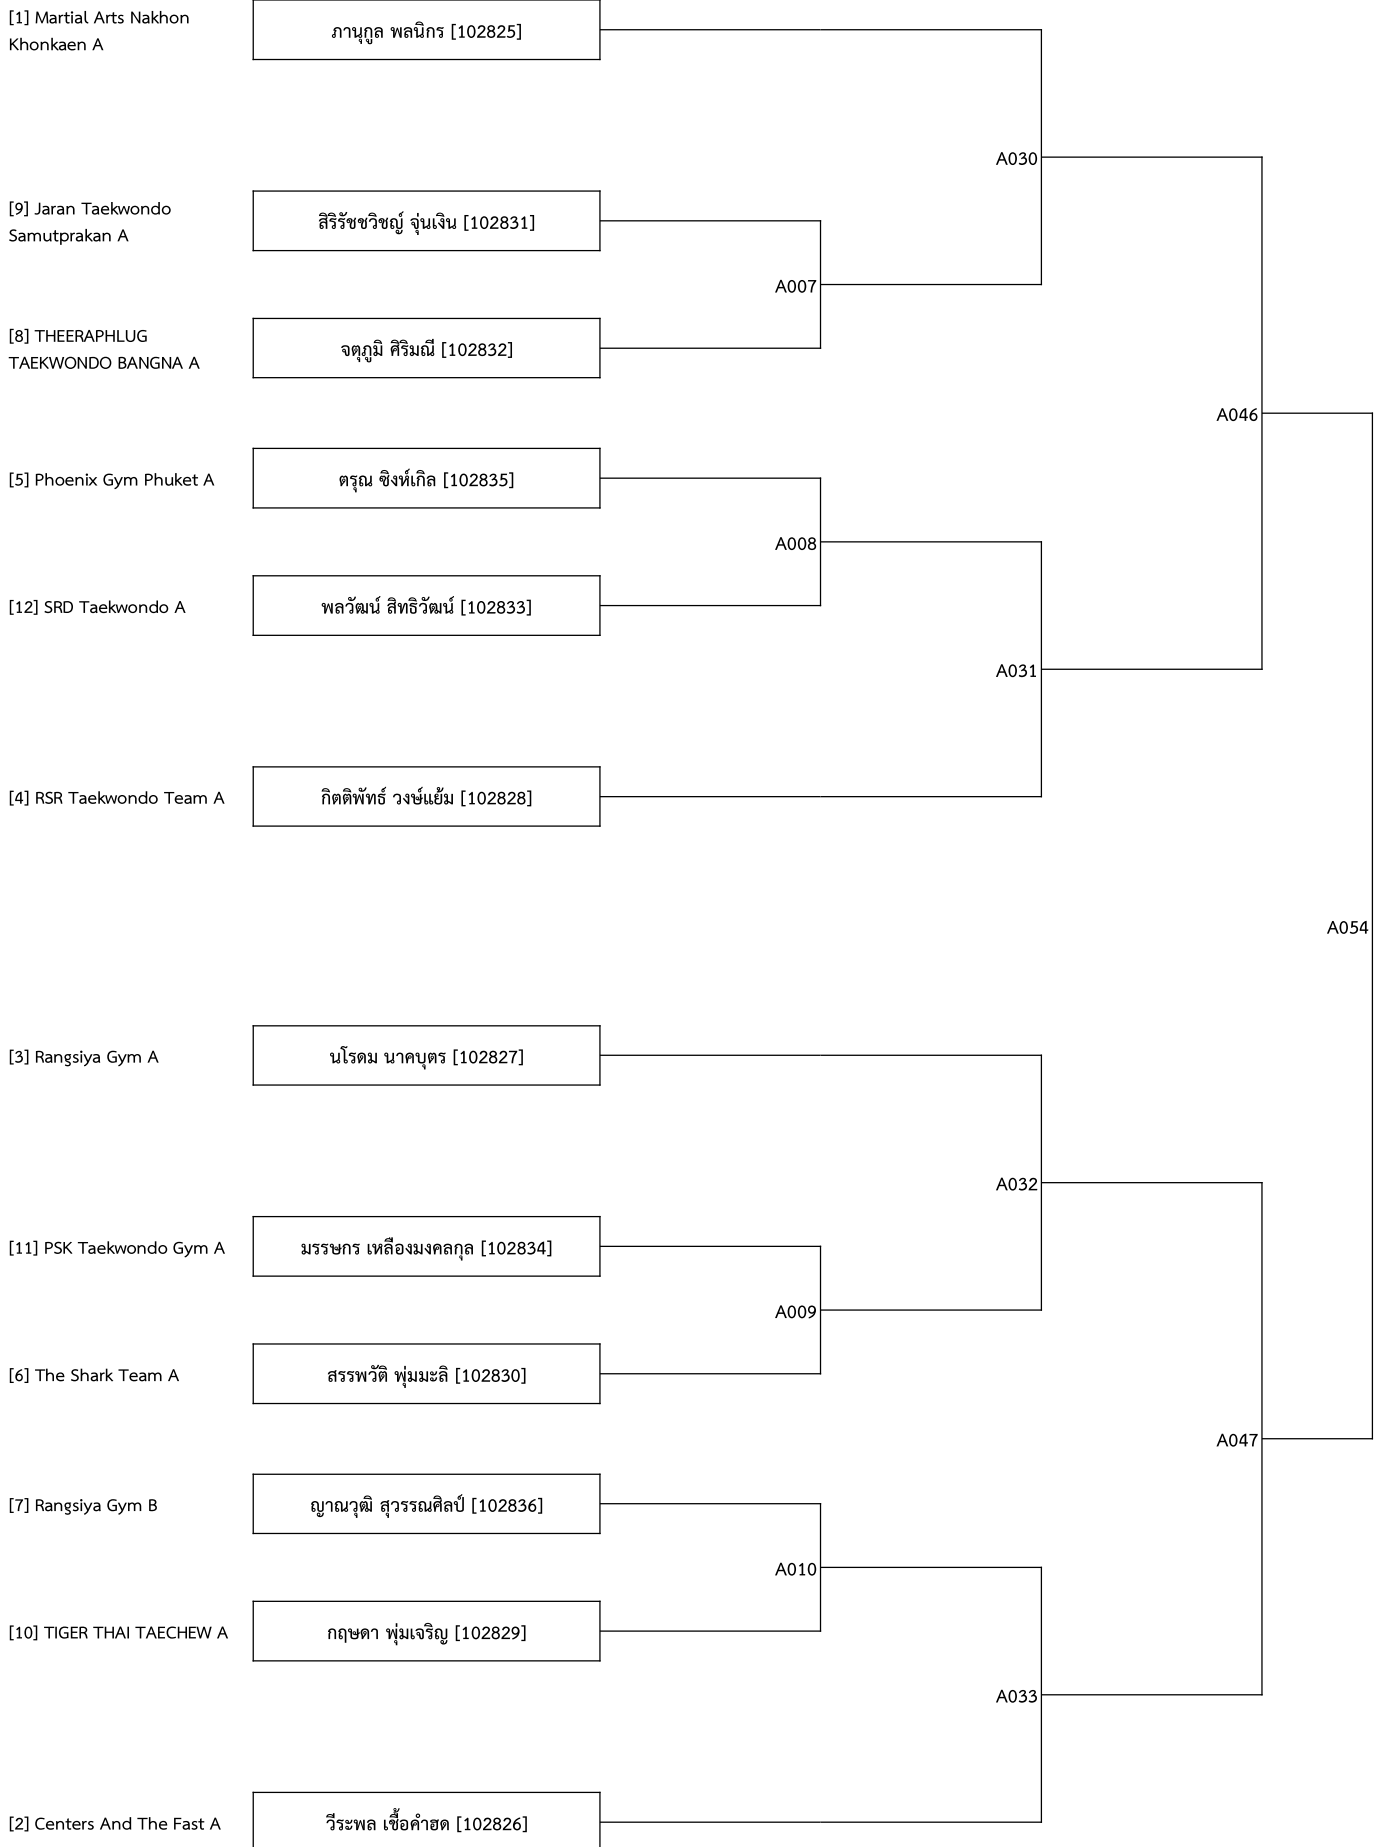 [1] Martial Arts Nakhon
Khonkaen A
ภานุกูล พลนิกร [102825]
A030
[9] Jaran Taekwondo
Samutprakan A
สิริรัชชวิชญ์ จุ่นเงิน [102831]
A007
[8] THEERAPHLUG
TAEKWONDO BANGNA A
จตุภูมิ ศิริมณี [102832]
A046
[5] Phoenix Gym Phuket A
ตรุณ ซิงห์เกิล [102835]
A008
[12] SRD Taekwondo A
พลวัฒน์ สิทธิวัฒน์ [102833]
A031
[4] RSR Taekwondo Team A
กิตติพัทธ์ วงษ์แย้ม [102828]
A054
[3] Rangsiya Gym A
นโรดม นาคบุตร [102827]
A032
[11] PSK Taekwondo Gym A
มรรษกร เหลืองมงคลกุล [102834]
A009
[6] The Shark Team A
สรรพวัติ พุ่มมะลิ [102830]
A047
[7] Rangsiya Gym B
ญาณวุฒิ สุวรรณศิลป์ [102836]
A010
[10] TIGER THAI TAECHEW A
กฤษดา พุ่มเจริญ [102829]
A033
[2] Centers And The Fast A
วีระพล เชื้อคำฮด [102826]